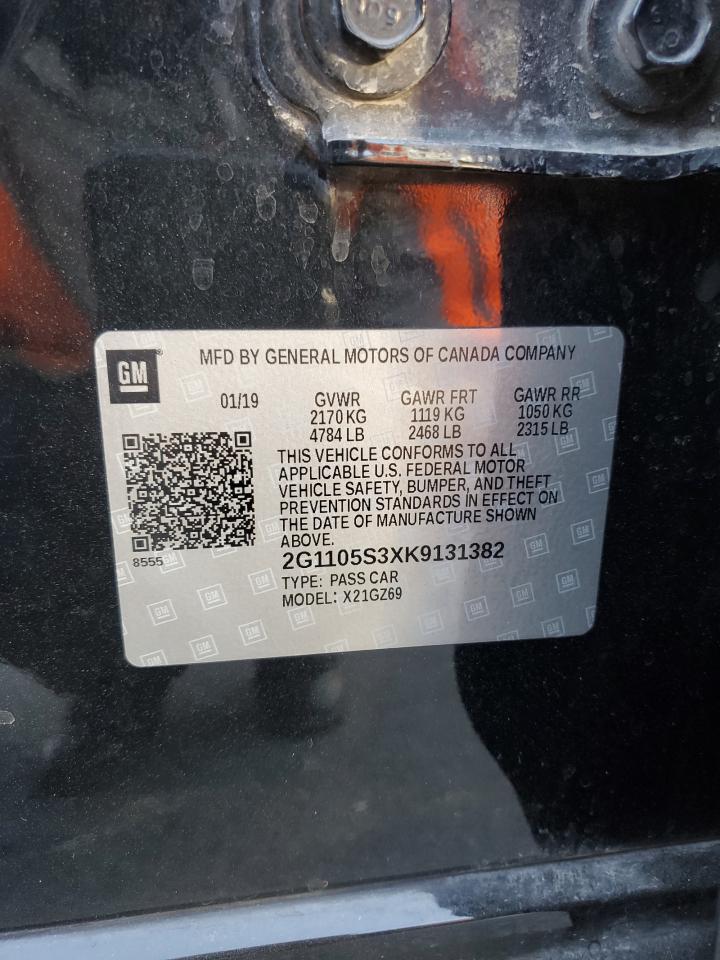 MFD BY GENERAL MOTORS OF CANADA COMPANY
GM
01/19 GVWR GAWR FRT GAWR RR
2170 KG 1119 KG 1050 KG
4784 LB 2468 LB 2315 LB
THIS VEHICLE CONFORMS TO ALL
APPLICABLE U.S. FEDERAL MOTOR
VEHICLE SAFETY, BUMPER, AND THEFT
PREVENTION STANDARDS IN EFFECT ON
THE DATE OF MANUFACTURE SHOWN
ABOVE.
8555
2G1105S3XK9131382
TYPE: PASS CAR
MODEL: X21GZ69